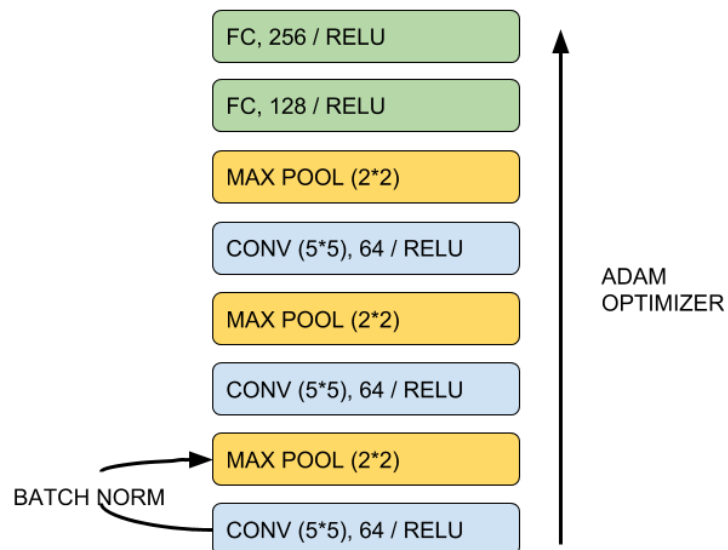 FC, 256 / RELU
FC, 128 / RELU
MAX POOL (2*2)
CONV (5*5), 64 / RELU
MAX POOL (2*2)
CONV (5*5), 64 / RELU
MAX POOL (2*2)
CONV (5*5), 64 / RELU
BATCH NORM
ADAM
OPTIMIZER